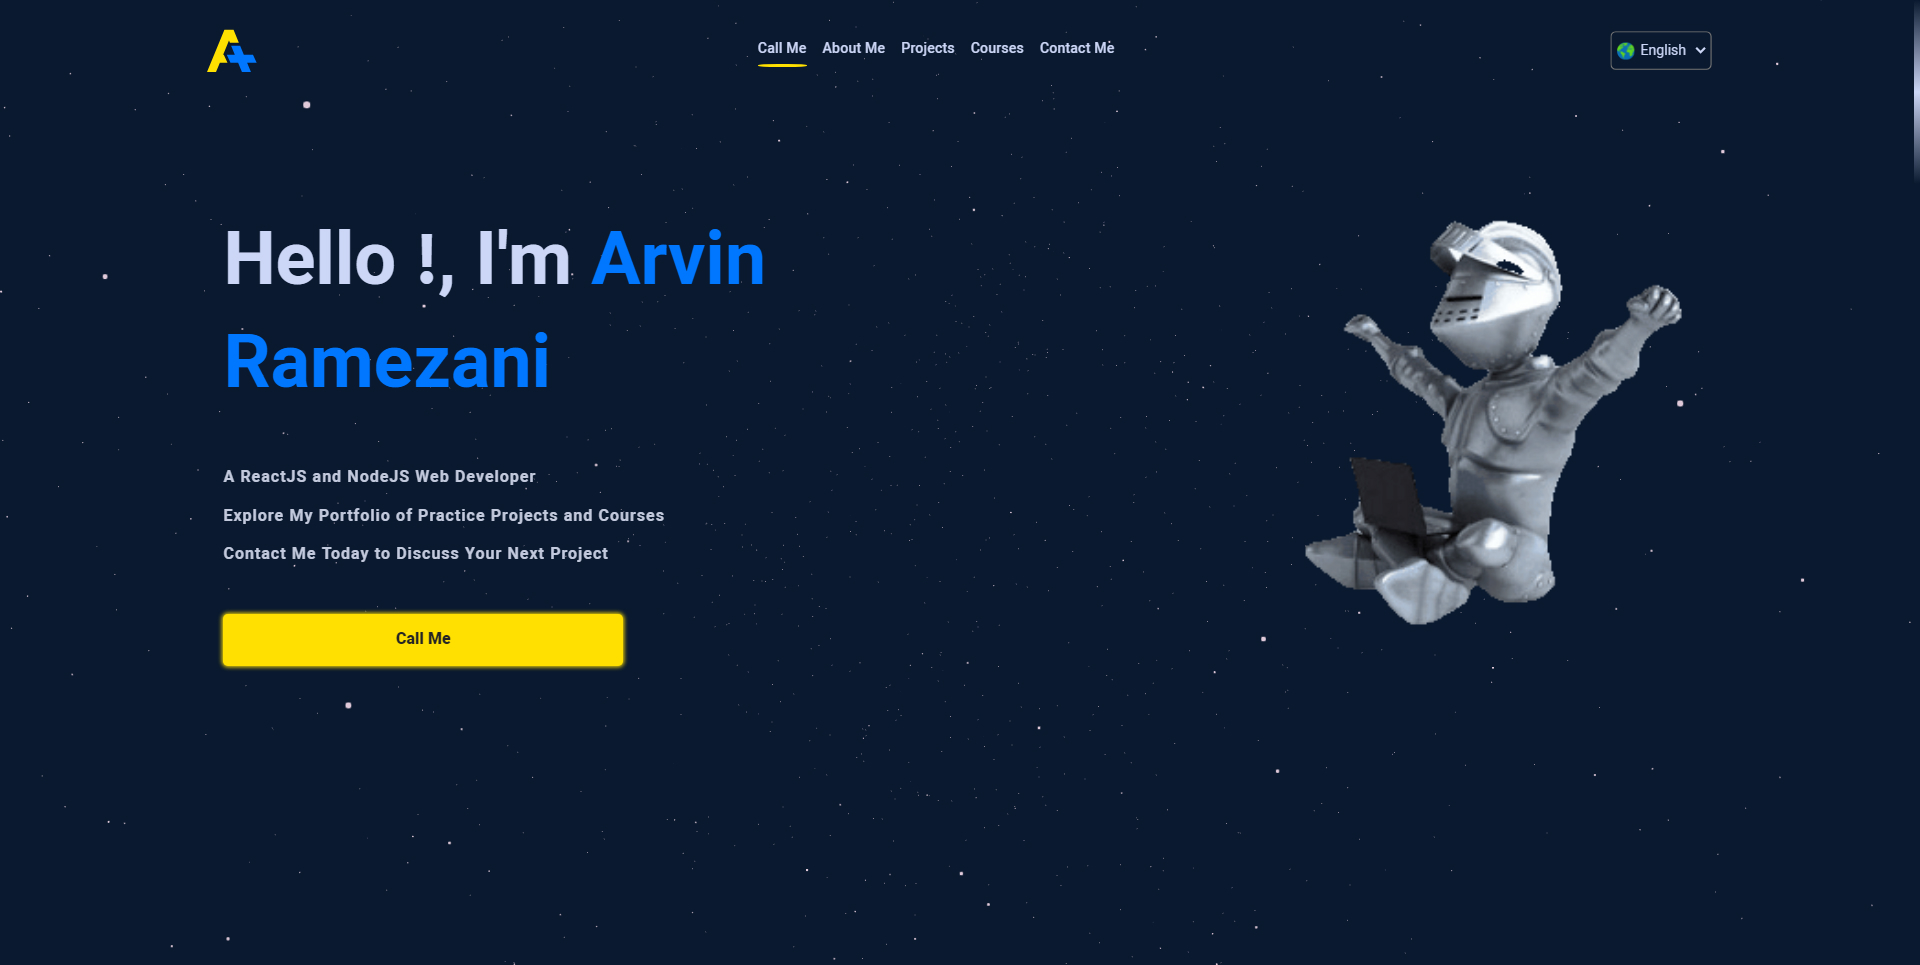 A+
Call Me
About Me
Projects
Courses
Contact Me
English
Hello !, I'm Arvin
Ramezani
A ReactJS and NodeJS Web Developer
Explore My Portfolio of Practice Projects and Courses
Contact Me Today to Discuss Your Next Project
Call Me